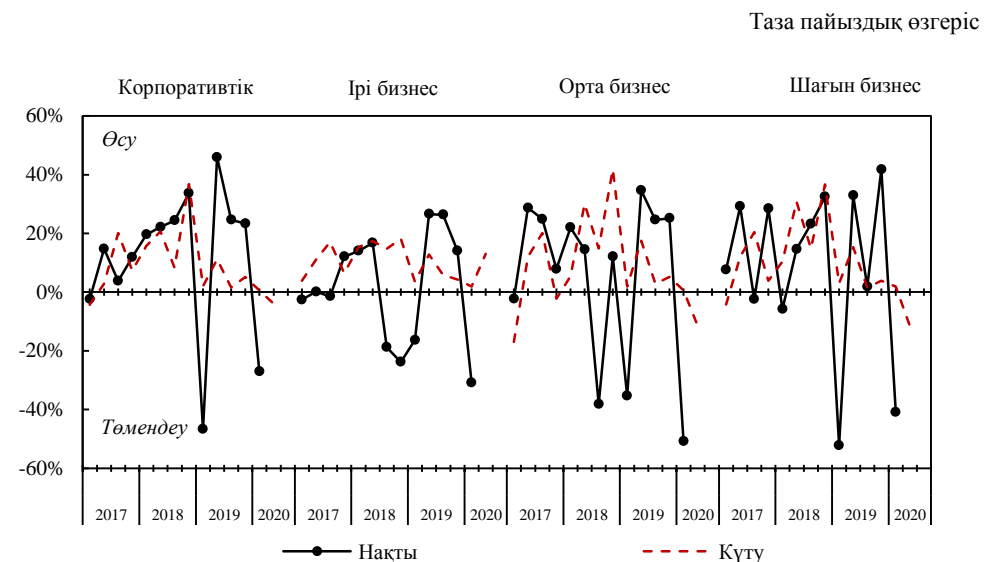 Таза пайыздық өзгеріс
Корпоративтік Ірі бизнес Орта бизнес Шағын бизнес
60%
Өсу
40%
20%
0%
-20%
-40%
Төмендеу
-60%
2017 2018 2019 2020 2017 2018 2019 2020 2017 2018 2019 2020 2017 2018 2019 2020
Нақты Күту